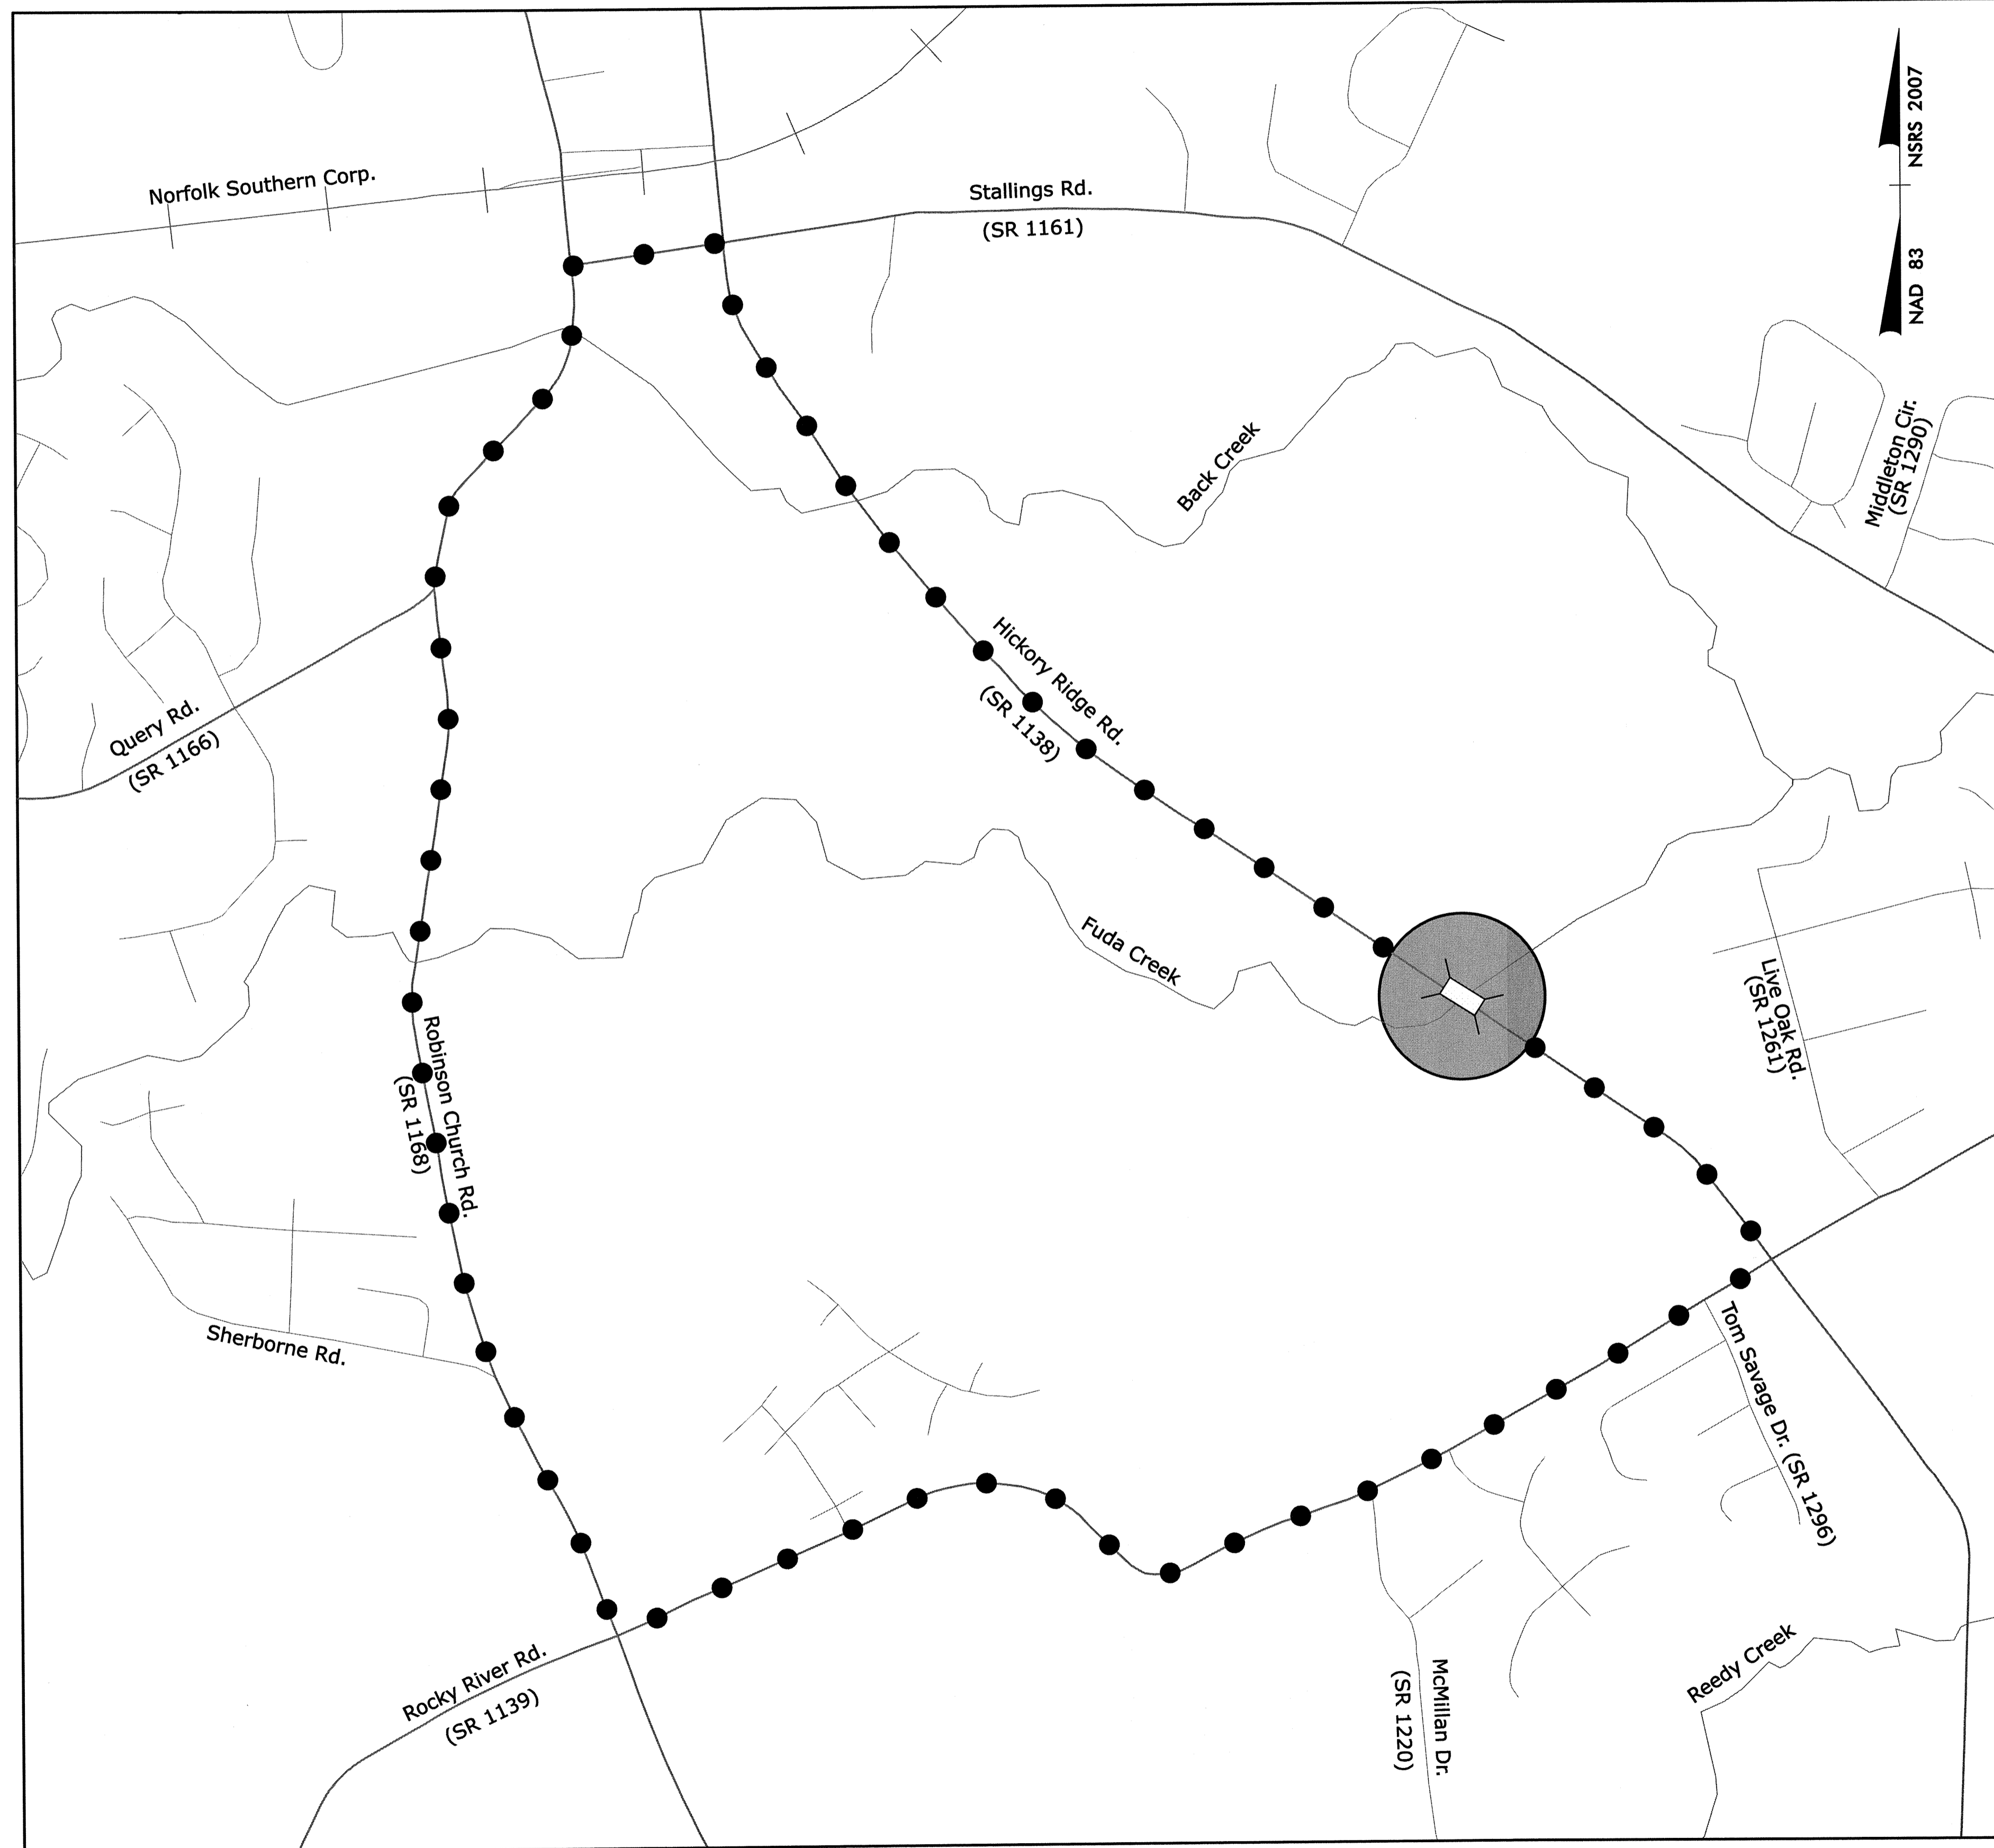 NSRS 2007
NAD 83
Norfolk Southern Corp.
Stallings Rd.
(SR 1161)
Middleton Cir.
(SR 1290)
Back Creek
Hickory Ridge Rd.
(SR 1138)
Query Rd.
(SR 1166)
Fuda Creek
Live Oak Rd.
(SR 1261)
Robinson Church Rd.
(SR 1168)
Sherborne Rd.
Tom Savage Dr. (SR 1296)
Rocky River Rd.
(SR 1139)
McMillan Dr.
(SR 1220)
Reedy Creek